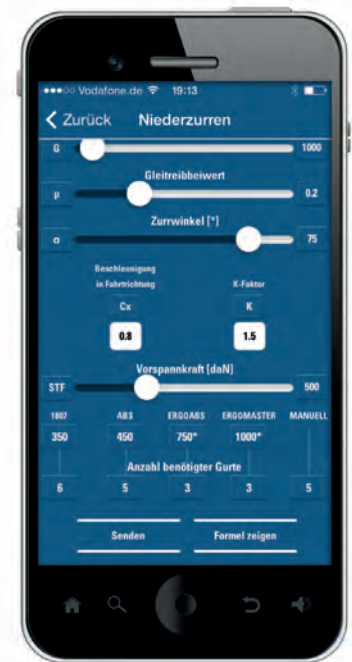 Vodafone.de 19:13
Zurück Niederzurren
G 1000
Gleitreibbeiwert
μ 0.2
Zurrwinkel [°]
α 75
Beschleunigung
in Fahrtrichtung K-Faktor
Cx K
0.8 1.5
Vorspannkraft [daN]
STF 500
1807 ABS ERGOABS ERGOMASTER MANUELL
350 450 750* 1000*
Anzahl benötigter Gurte
6 5 3 3 5
Senden Formel zeigen